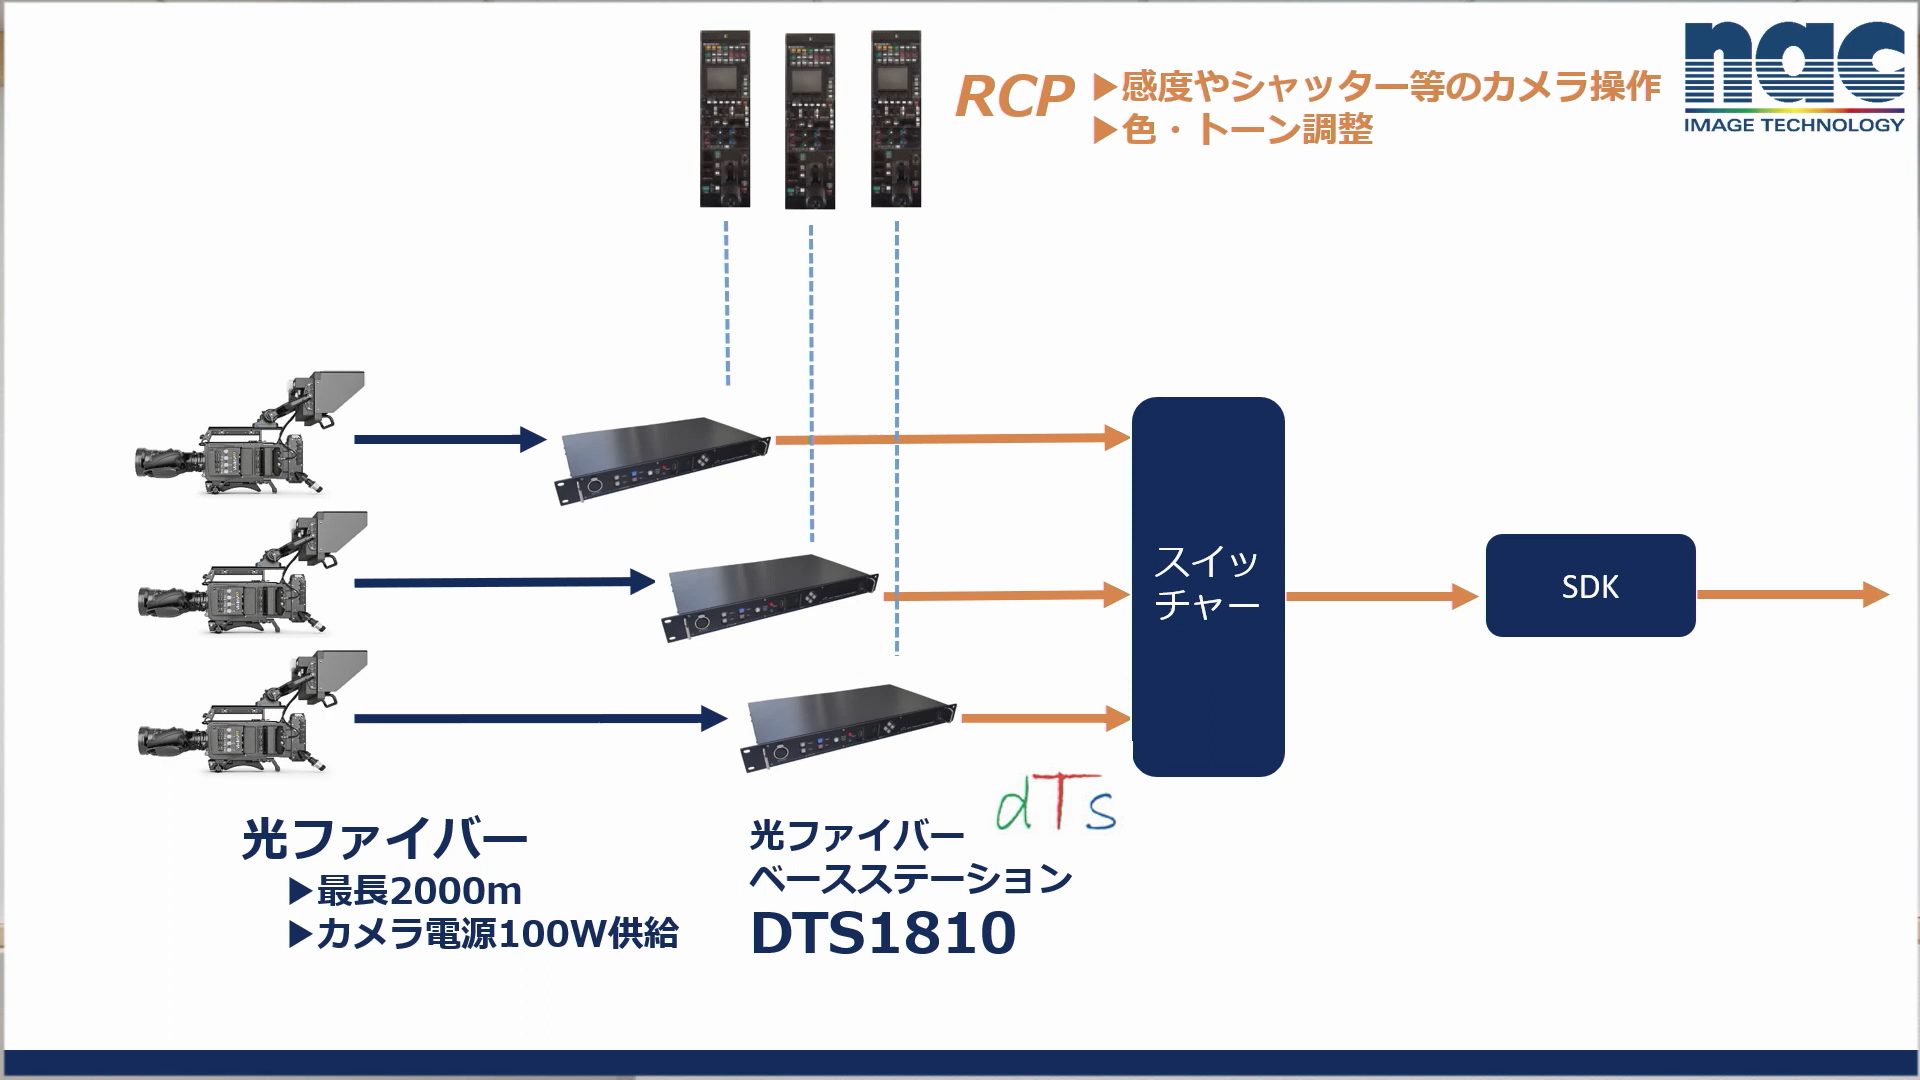 RCP
▶感度やシャッター等のカメラ操作
▶色・トーン調整
nac
IMAGE TECHNOLOGY
スイッ
チャー
SDK
光ファイバー
▶最長2000m
▶カメラ電源100W供給
dTs
光ファイバー
ベースステーション
DTS1810